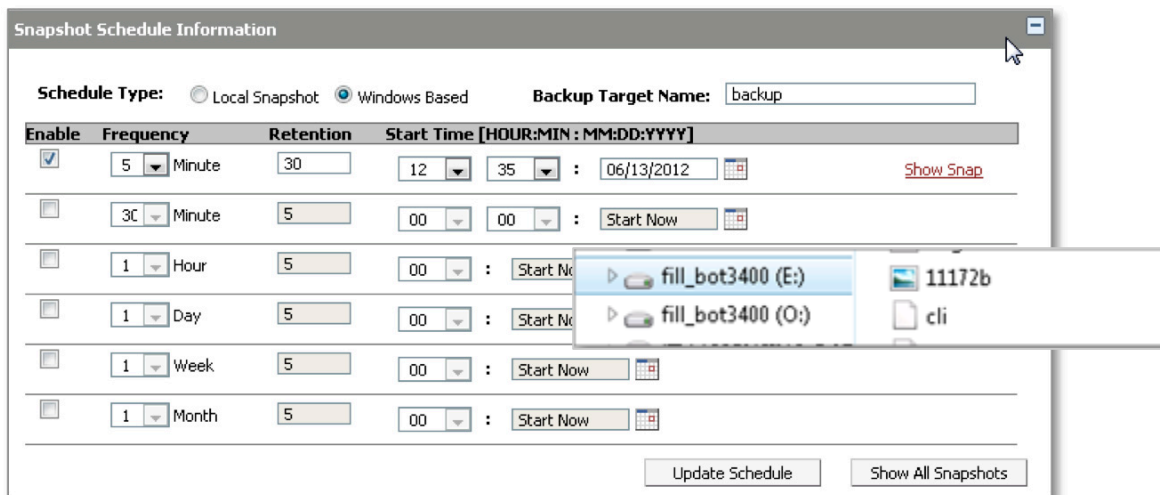 Snapshot Schedule Information
Schedule Type: Local Snapshot Windows Based Backup Target Name: backup
Enable Frequency Retention Start Time [HOUR:MIN : MM:DD:YYYY]
5 Minute 30 12 35 : 06/13/2012 Show Snap
Minute 5 00 00 : Start Now
1 Hour 5 00 : Start
fill_bot3400 (E:) 11172b
1 Day 5 00 : Start
fill_bot3400 (O:) cli
1 Week 5 00 : Start Now
1 Month 5 00 : Start Now
Update Schedule Show All Snapshots